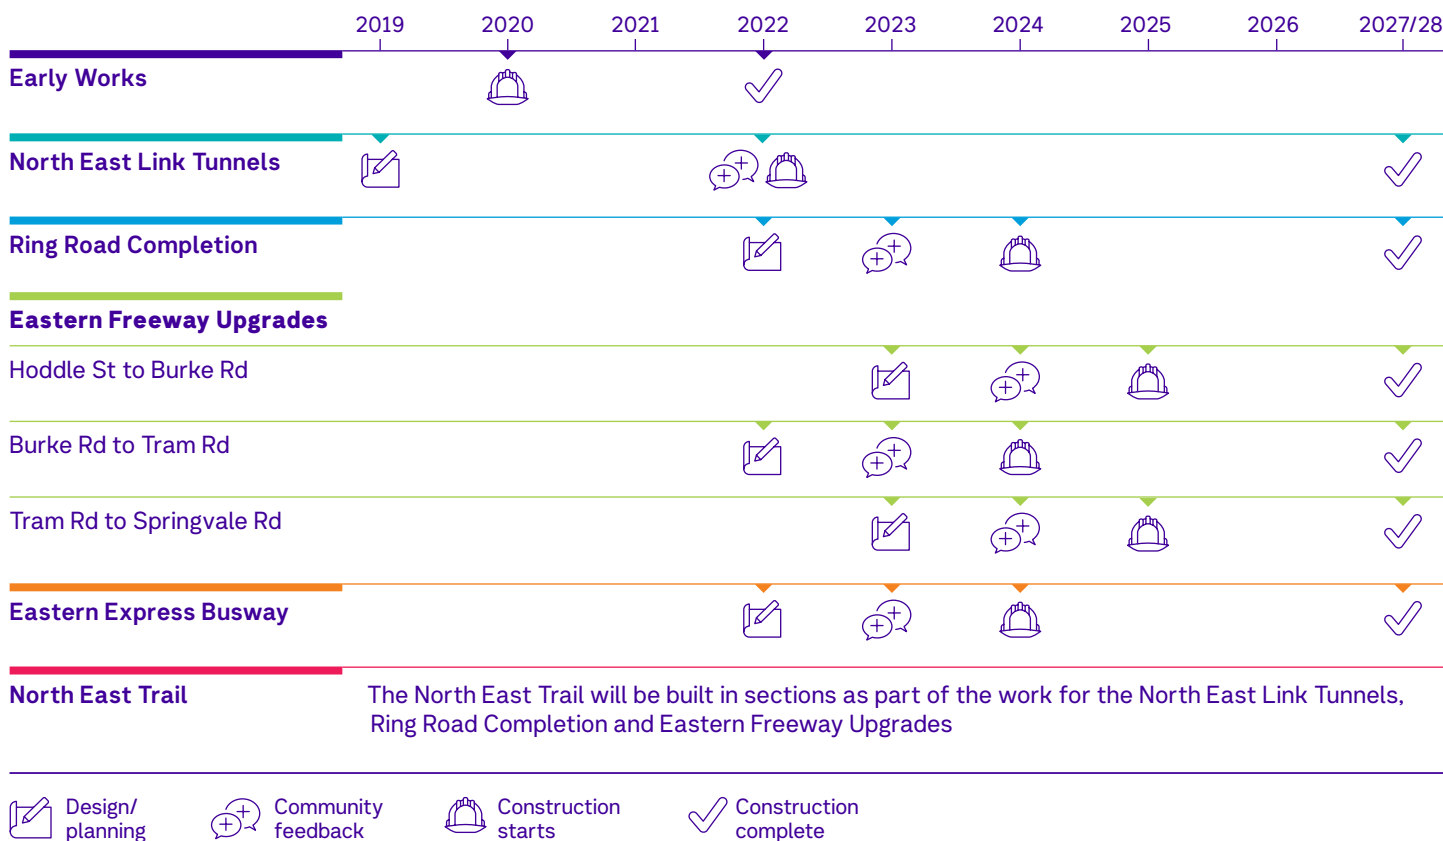 2019 2020 2021 2022 2023 2024 2025 2026 2027/28
Early Works
North East Link Tunnels
Ring Road Completion
Eastern Freeway Upgrades
Hoddle St to Burke Rd
Burke Rd to Tram Rd
Tram Rd to Springvale Rd
Eastern Express Busway
North East Trail
The North East Trail will be built in sections as part of the work for the North East Link Tunnels,
Ring Road Completion and Eastern Freeway Upgrades
Design/
planning
Community
feedback
Construction
starts
Construction
complete